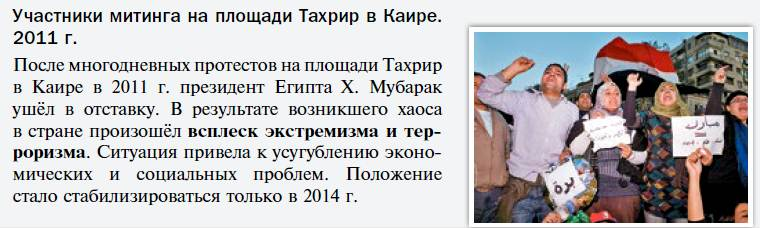 Участники митинга на площади Тахрир в Каире.
2011 г.
После многодневных протестов на площади Тахрир
в Каире в 2011 г. президент Египта Х. Мубарак
ушёл в отставку. В результате возникшего хаоса
в стране произошёл всплеск экстремизма и тер-
роризма. Ситуация привела к усугублению эконо-
мических и социальных проблем. Положение
стало стабилизироваться только в 2014 г.
مبارك
برة